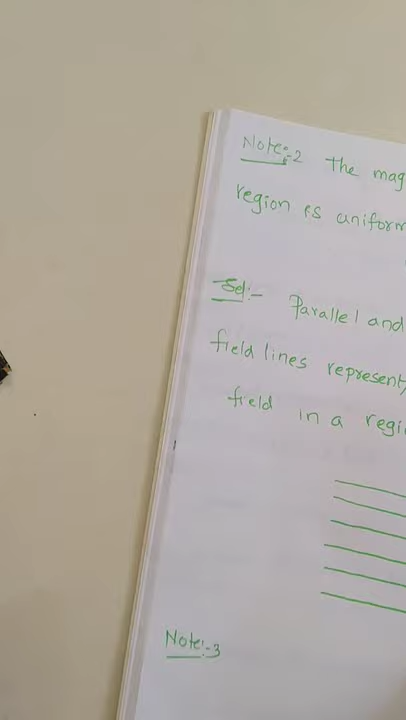 Note:-2 The mag
region is uniform
Sol:- Parallel and
field lines represent,
field in a regi
Note:-3